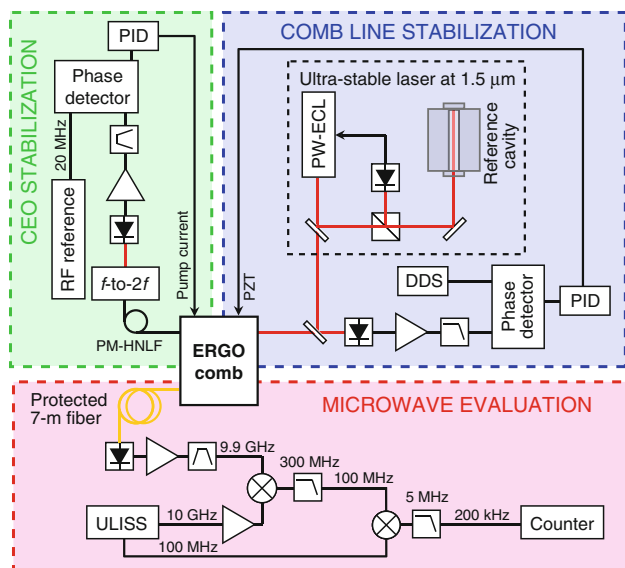 CEO STABILIZATION
PID
Phase
detector
20 MHz
RF reference
f-to-2f
PM-HNLF
Pump current
COMB LINE STABILIZATION
Ultra-stable laser at 1.5 µm
PW-ECL
Reference
cavity
PZT
DDS
Phase
detector
PID
ERGO
comb
MICROWAVE EVALUATION
Protected
7-m fiber
9.9 GHz
300 MHz
100 MHz
5 MHz
200 kHz
ULISS
10 GHz
100 MHz
Counter